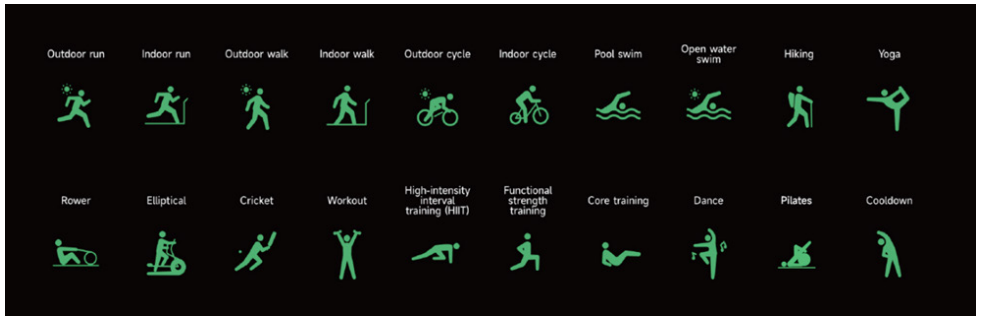 Outdoor run
Indoor run
Outdoor walk
Indoor walk
Outdoor cycle
Indoor cycle
Pool swim
Open water
swim
Hiking
Yoga
Rower
Elliptical
Cricket
Workout
High-intensity
interval
training (HIIT)
Functional
strength
training
Core training
Dance
Pilates
Cooldown